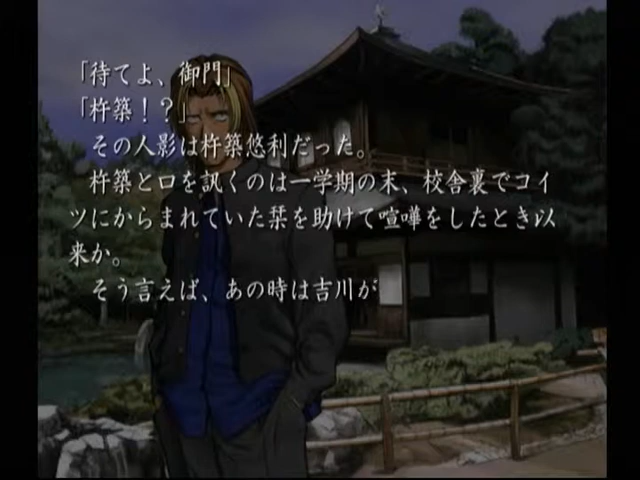 「待てよ、御門」
「杵築！？」
　その人影は杵築悠利だった。
　杵築と口を訊くのは一学期の末、校舎裏でコイ
ツにからまれていた栞を助けて喧嘩をしたとき以
来か。
　そう言えば、あの時は吉川が